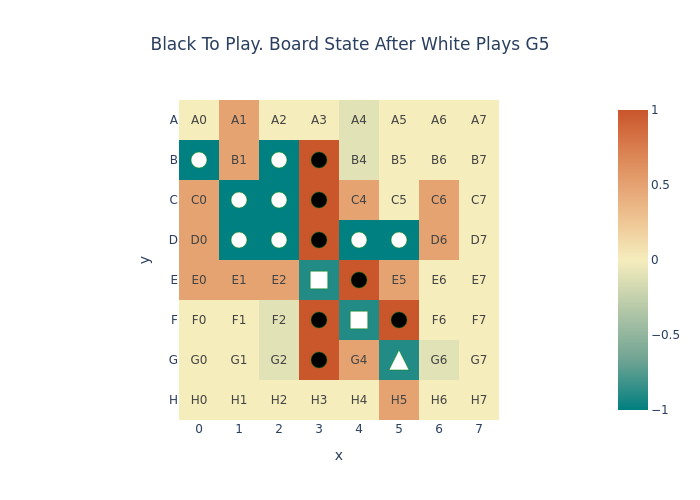 Black To Play. Board State After White Plays G5
A A0 A1 A2 A3 A4 A5 A6 A7 1
B B1 B4 B5 B6 B7
C C0 C4 C5 C6 C7 0.5
D D0 D6 D7
y
E E0 E1 E2 E5 E6 E7 0
F F0 F1 F2 F6 F7 −0.5
G G0 G1 G2 G4 G6 G7
H H0 H1 H2 H3 H4 H5 H6 H7 −1
0 1 2 3 4 5 6 7
x